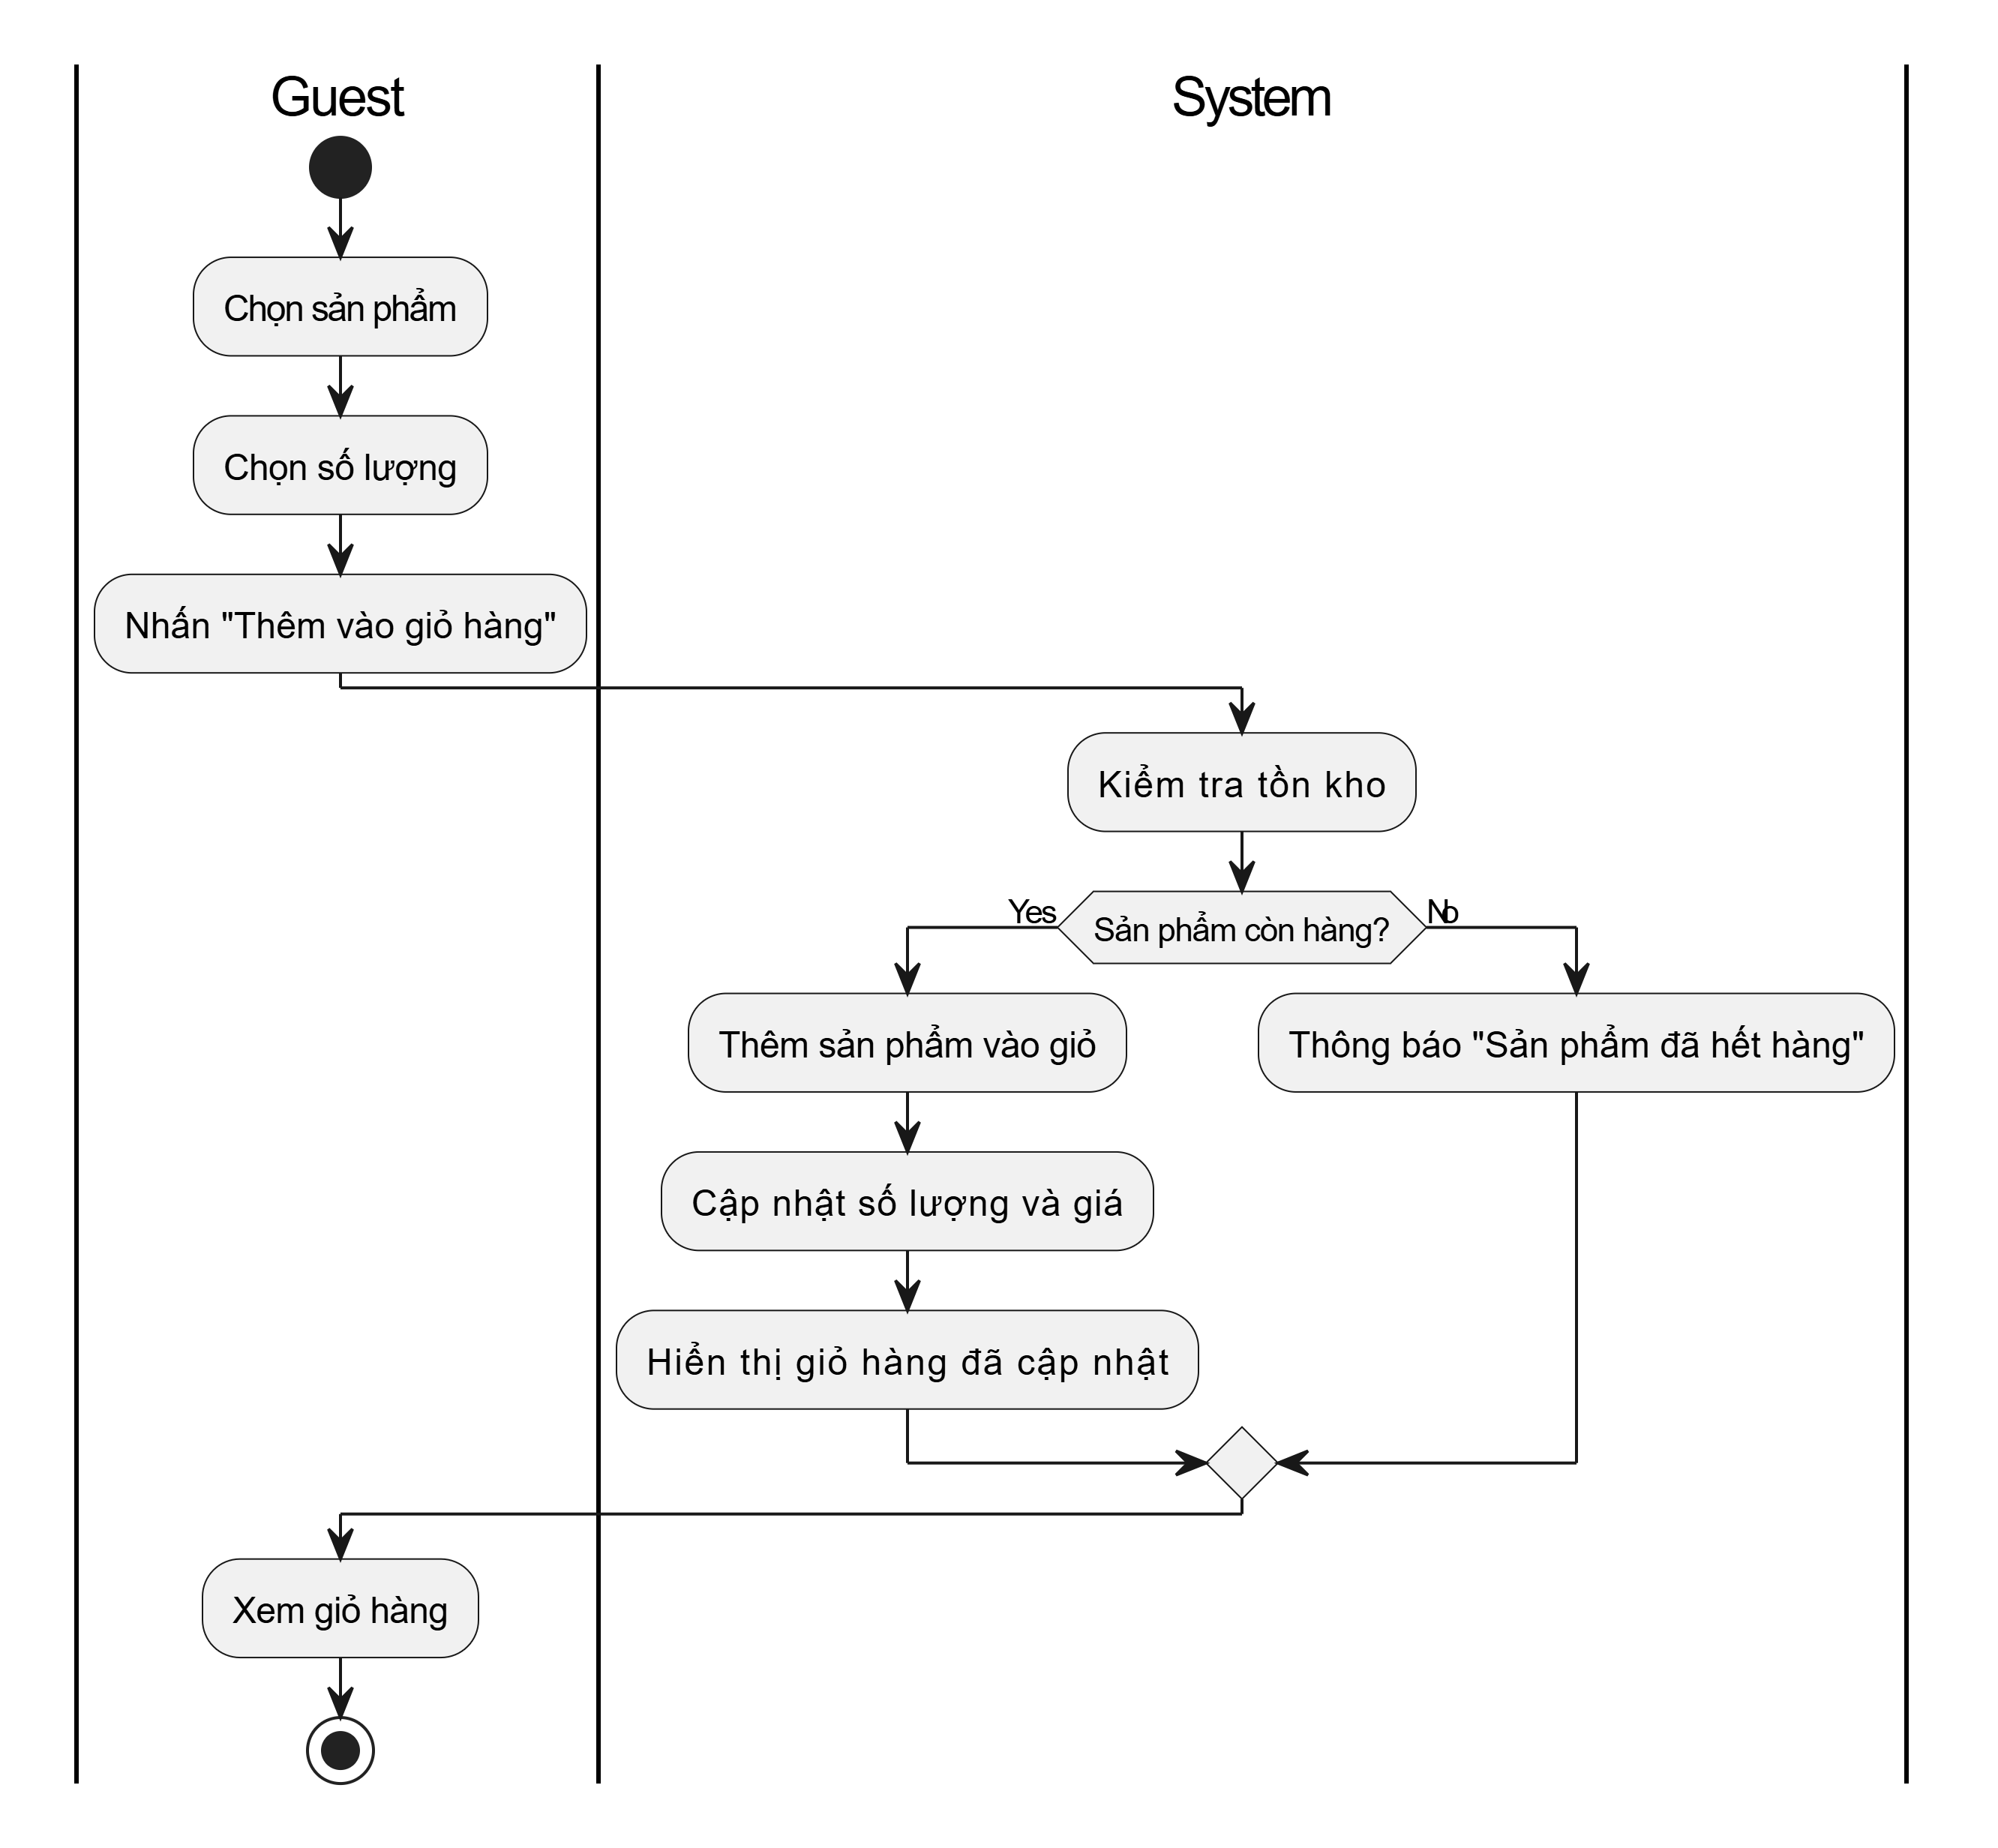 Guest
System
Chọn sản phẩm
Chọn số lượng
Nhấn "Thêm vào giỏ hàng"
Kiểm tra tồn kho
Yes
Sản phẩm còn hàng?
No
Thêm sản phẩm vào giỏ
Thông báo "Sản phẩm đã hết hàng"
Cập nhật số lượng và giá
Hiển thị giỏ hàng đã cập nhật
Xem giỏ hàng